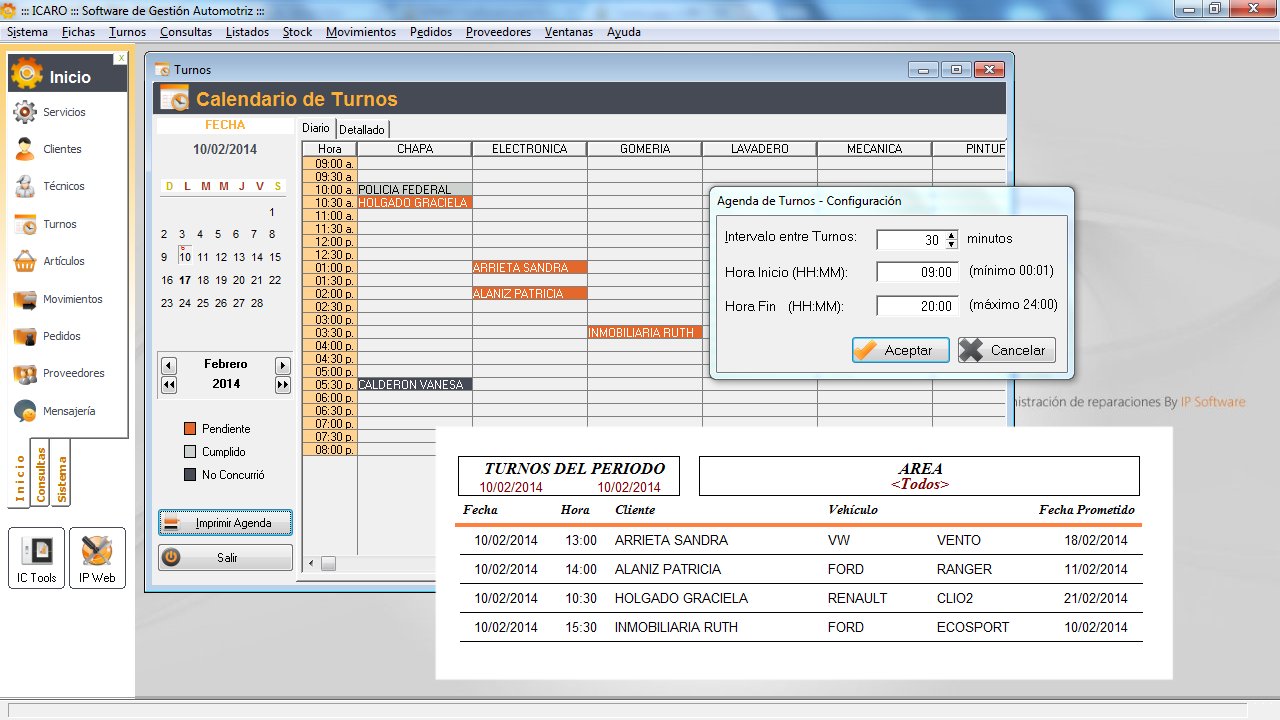 ::: ICARO ::: Software de Gestión Automotriz :::
Sistema Fichas Turnos Consultas Listados Stock Movimientos Pedidos Proveedores Ventanas Ayuda
x
Inicio
Servicios
Clientes
Técnicos
Turnos
Artículos
Movimientos
Pedidos
Proveedores
Mensajería
Inicio
Consultas
Sistema
IC Tools
IP Web
Turnos
Calendario de Turnos
FECHA
10/02/2014
D L M M J V S
1
2 3 4 5 6 7 8
9 10 11 12 13 14 15
16 17 18 19 20 21 22
23 24 25 26 27 28
Febrero
2014
Pendiente
Cumplido
No Concurrió
Imprimir Agenda
Salir
Diario Detallado
Hora CHAPA ELECTRONICA GOMERIA LAVADERO MECANICA PINTUF
09:00 a.
09:30 a.
10:00 a. POLICIA FEDERAL
10:30 a. HOLGADO GRACIELA
11:00 a.
11:30 a.
12:00 p.
12:30 p.
01:00 p. ARRIETA SANDRA
01:30 p.
02:00 p. ALANIZ PATRICIA
02:30 p.
03:00 p.
03:30 p. INMOBILIARIA RUTH
04:00 p.
04:30 p.
05:00 p.
05:30 p. CALDERON VANESA
06:00 p.
06:30 p.
07:00 p.
07:30 p.
08:00 p.
Agenda de Turnos - Configuración
Intervalo entre Turnos: 30 minutos
Hora Inicio (HH:MM): 09:00 (mínimo 00:01)
Hora Fin (HH:MM): 20:00 (máximo 24:00)
Aceptar Cancelar
nistración de reparaciones By IP Software
TURNOS DEL PERIODO
10/02/2014 10/02/2014
AREA
<Todos>
Fecha Hora Cliente Vehículo Fecha Prometido
10/02/2014 13:00 ARRIETA SANDRA VW VENTO 18/02/2014
10/02/2014 14:00 ALANIZ PATRICIA FORD RANGER 11/02/2014
10/02/2014 10:30 HOLGADO GRACIELA RENAULT CLIO2 21/02/2014
10/02/2014 15:30 INMOBILIARIA RUTH FORD ECOSPORT 10/02/2014